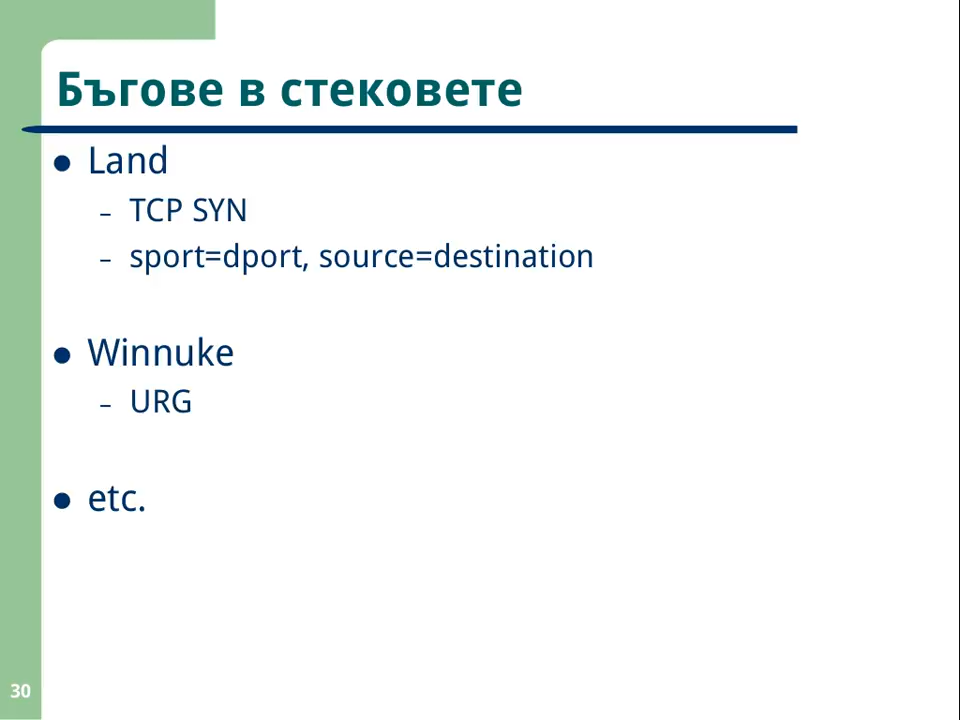 Бъгове в стековете
● Land
– TCP SYN
– sport=dport, source=destination
● Winnuke
– URG
● etc.
30